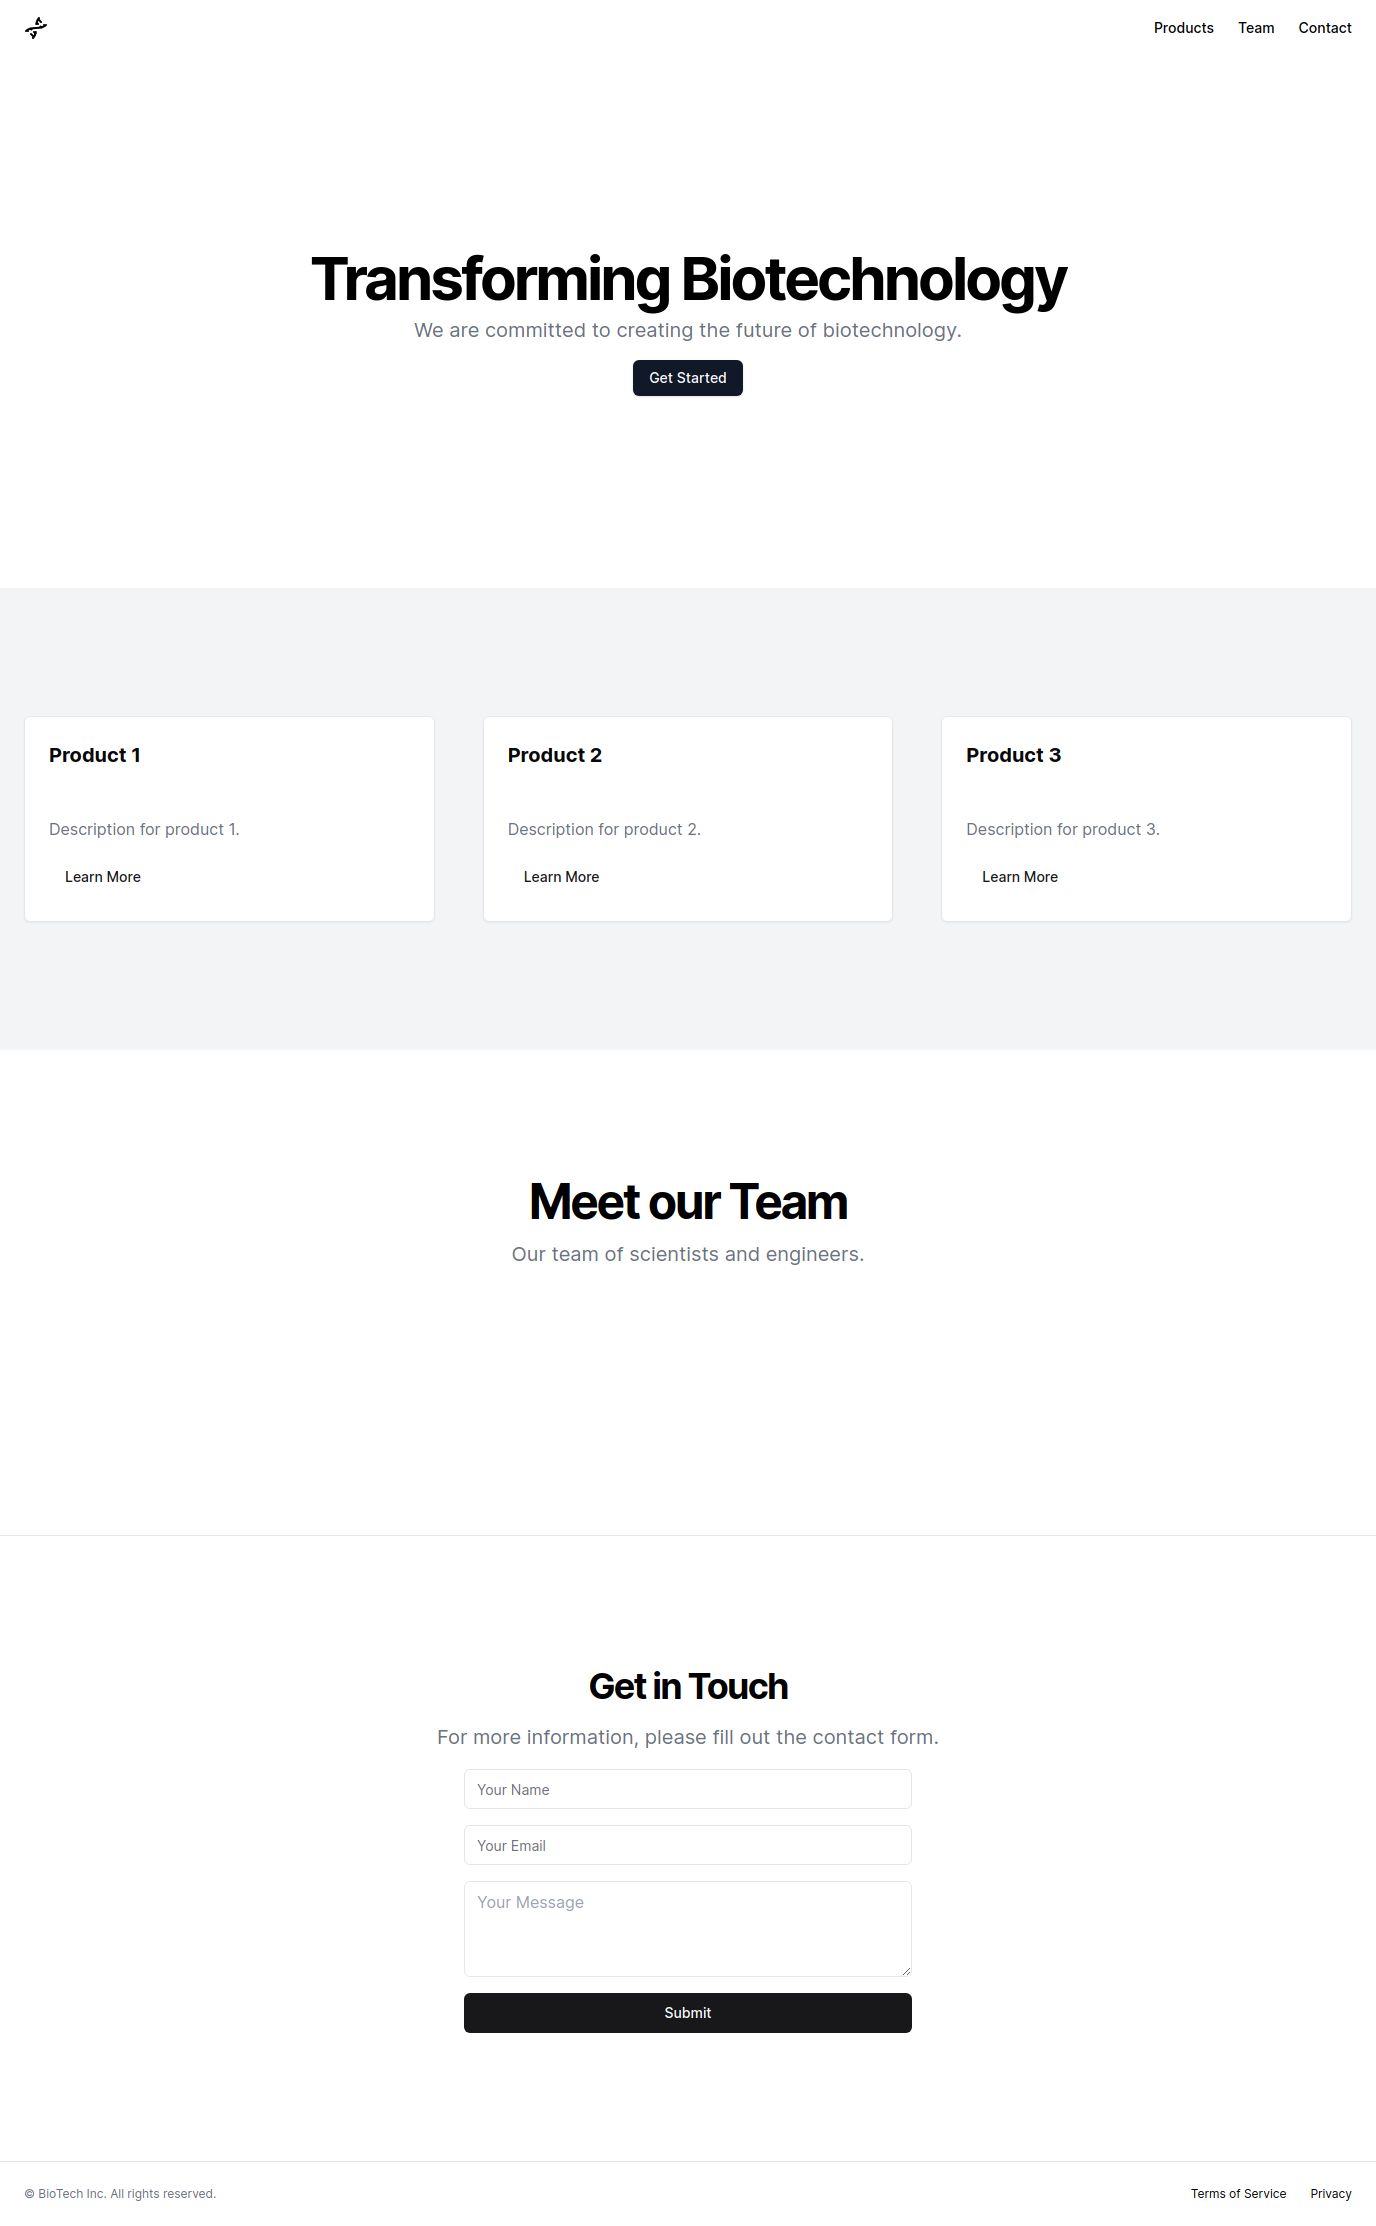 Products Team Contact
Transforming Biotechnology
We are committed to creating the future of biotechnology.
Get Started
Product 1
Description for product 1.
Learn More
Product 2
Description for product 2.
Learn More
Product 3
Description for product 3.
Learn More
Meet our Team
Our team of scientists and engineers.
Get in Touch
For more information, please fill out the contact form.
Your Name
Your Email
Your Message
Submit
© BioTech Inc. All rights reserved.
Terms of Service Privacy